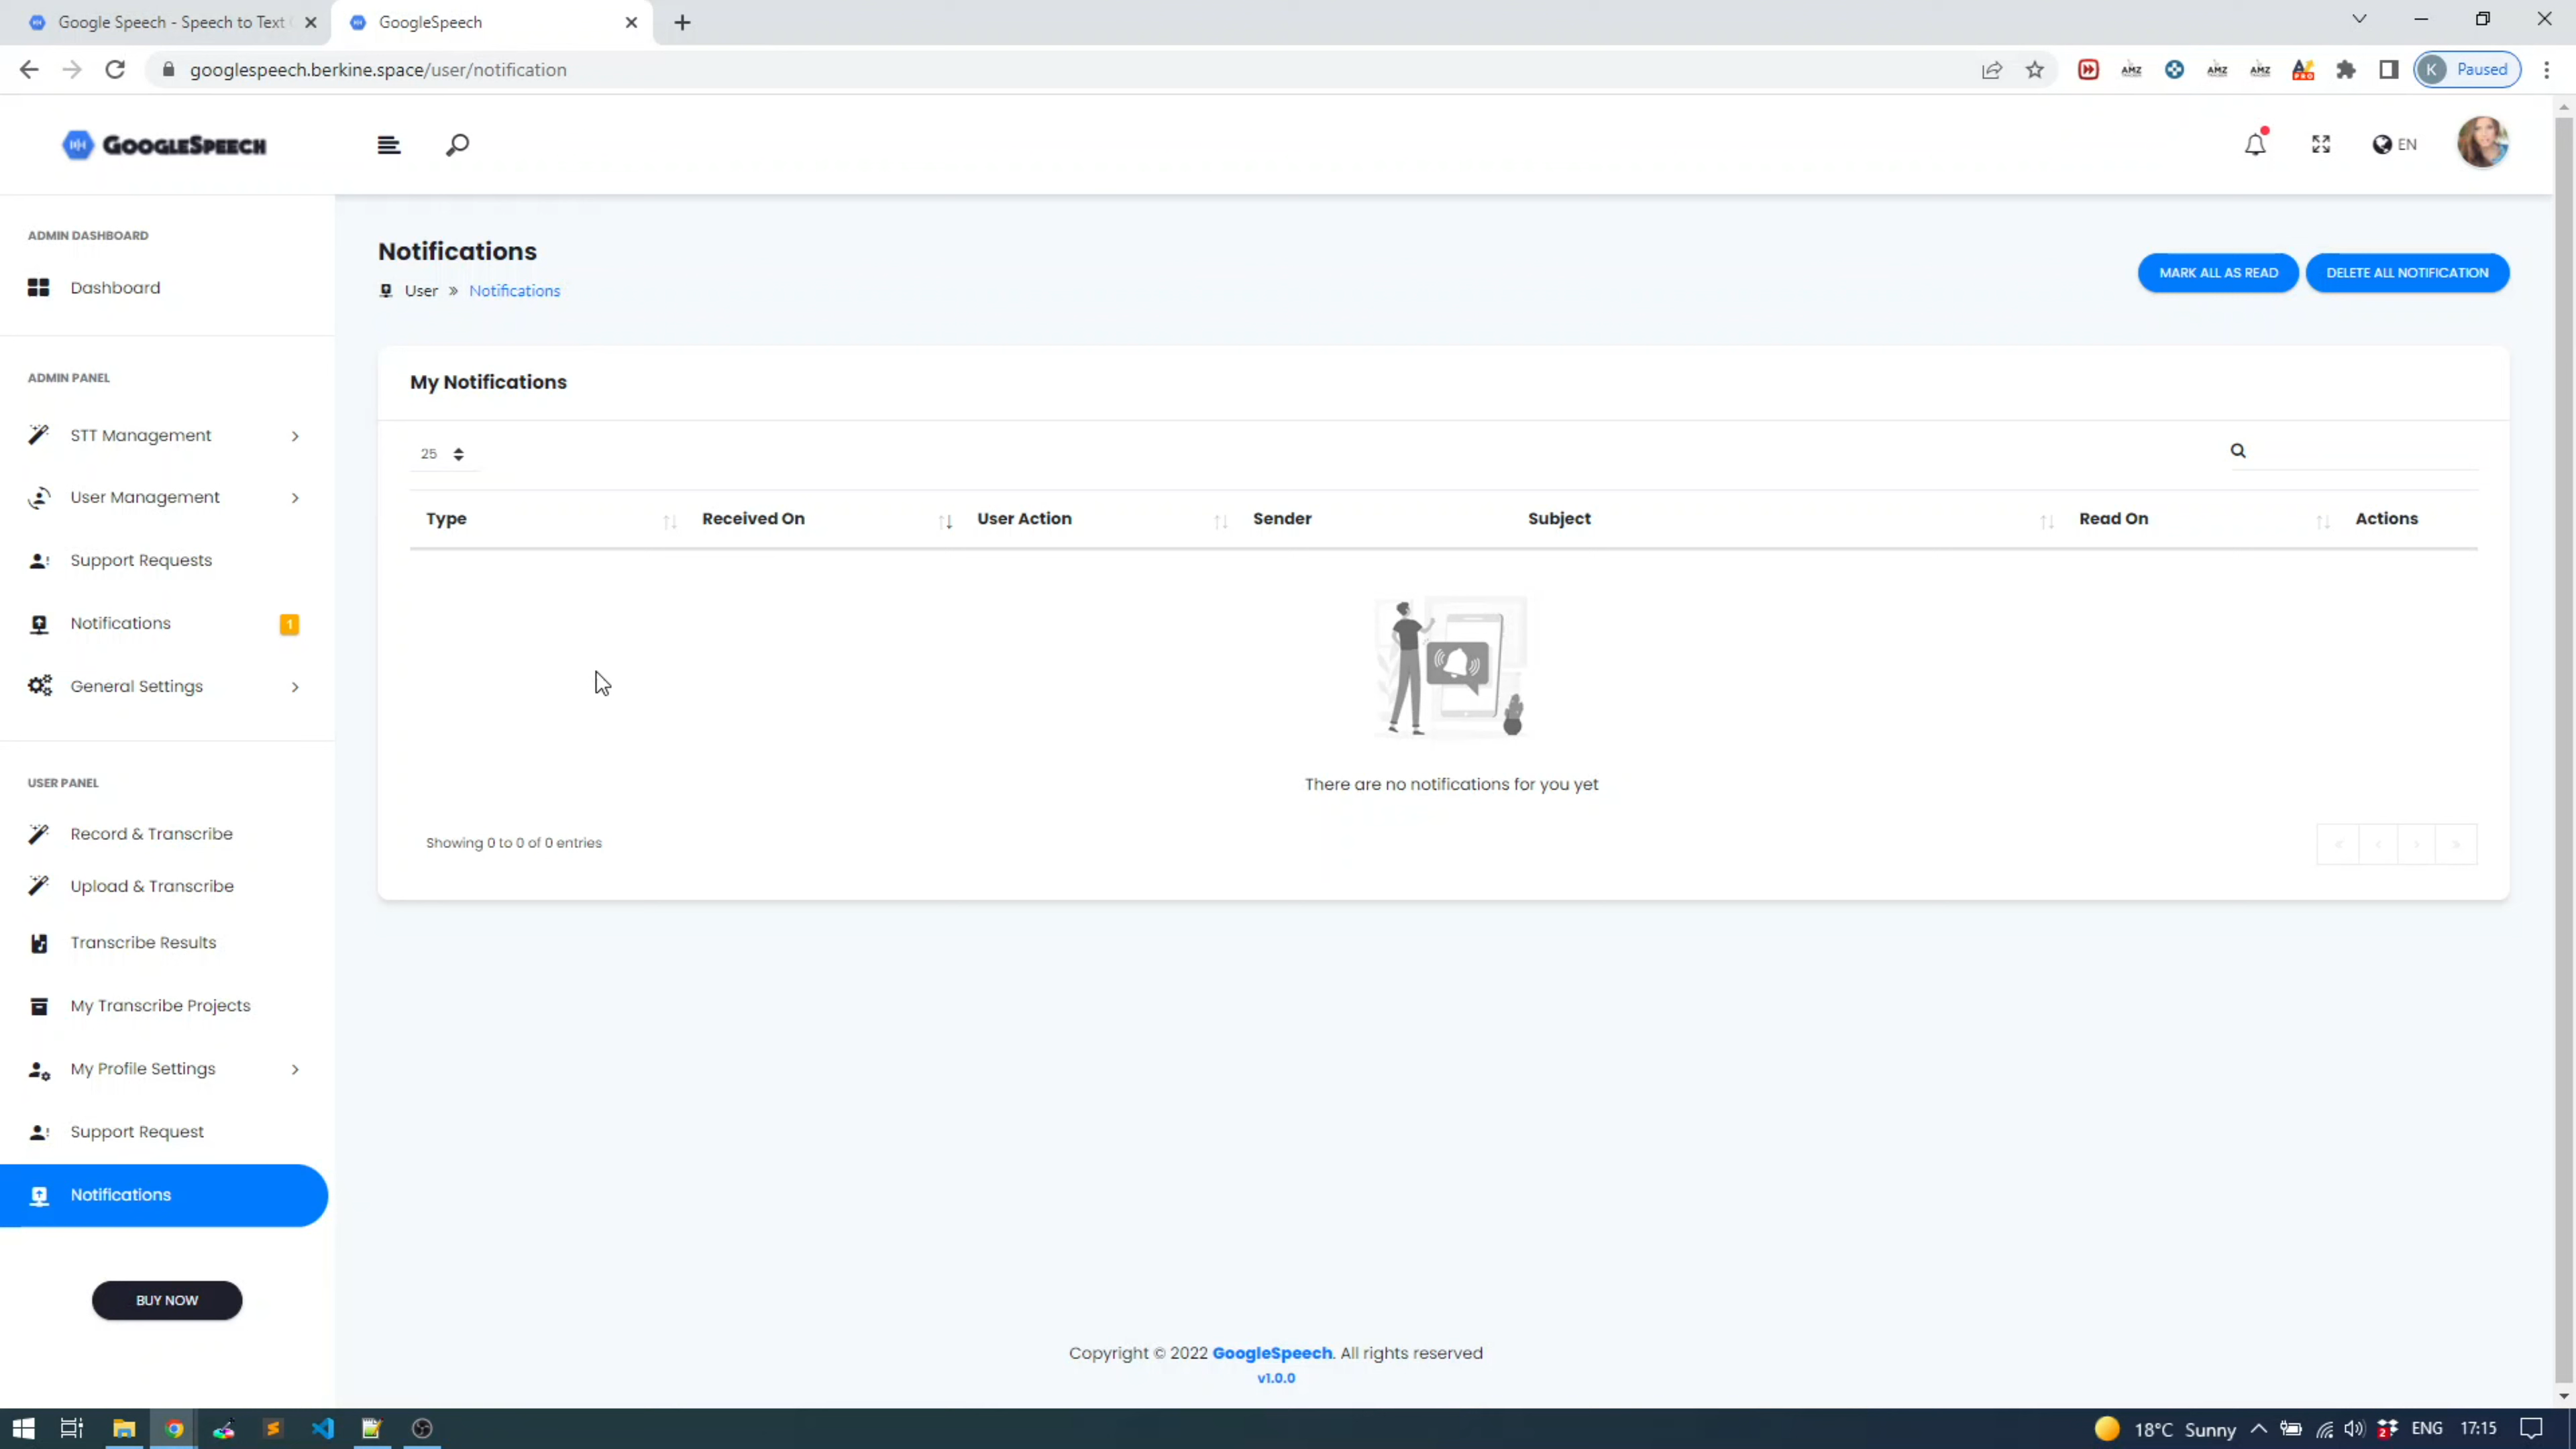 Google Speech - Speech to Text
GoogleSpeech
googlespeech.berkine.space/user/notification
AMZ
AMZ
AMZ
PRO
K
Paused
GoogleSpeech
EN
ADMIN DASHBOARD
Dashboard
ADMIN PANEL
STT Management
User Management
Support Requests
Notifications
1
General Settings
USER PANEL
Record & Transcribe
Upload & Transcribe
Transcribe Results
My Transcribe Projects
My Profile Settings
Support Request
Notifications
BUY NOW
Notifications
User » Notifications
MARK ALL AS READ
DELETE ALL NOTIFICATION
My Notifications
25
Type Received On User Action Sender Subject Read On Actions
There are no notifications for you yet
Showing 0 to 0 of 0 entries
« ‹ › »
Copyright © 2022 GoogleSpeech. All rights reserved
v1.0.0
18°C Sunny
2
ENG
17:15